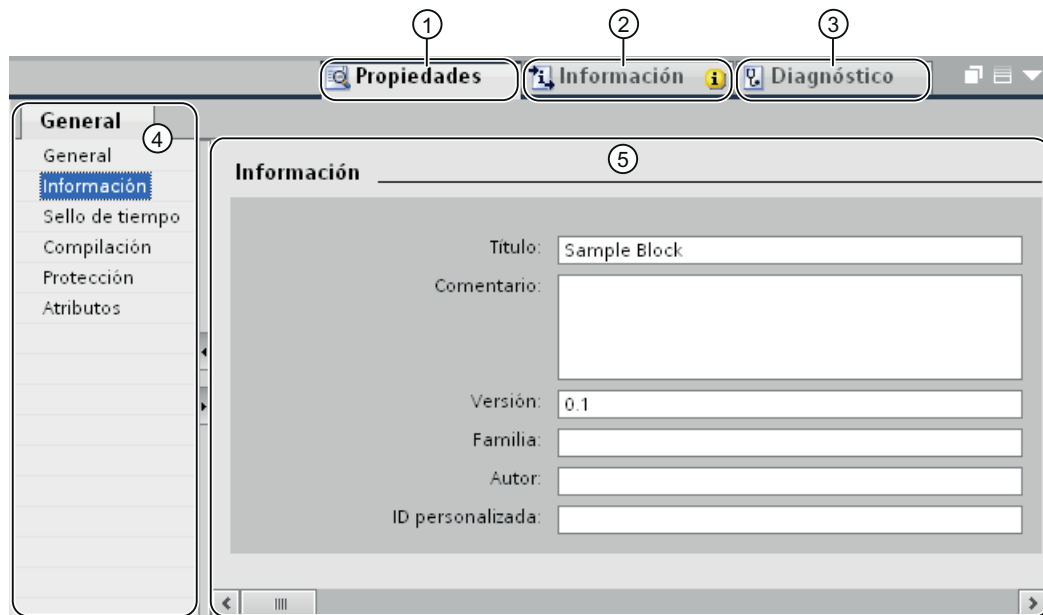 1
2
3
Propiedades
Información
Diagnóstico
General
4
General
Información
Sello de tiempo
Compilación
Protección
Atributos
5
Información
Título: Sample Block
Comentario:
Versión: 0.1
Familia:
Autor:
ID personalizada: